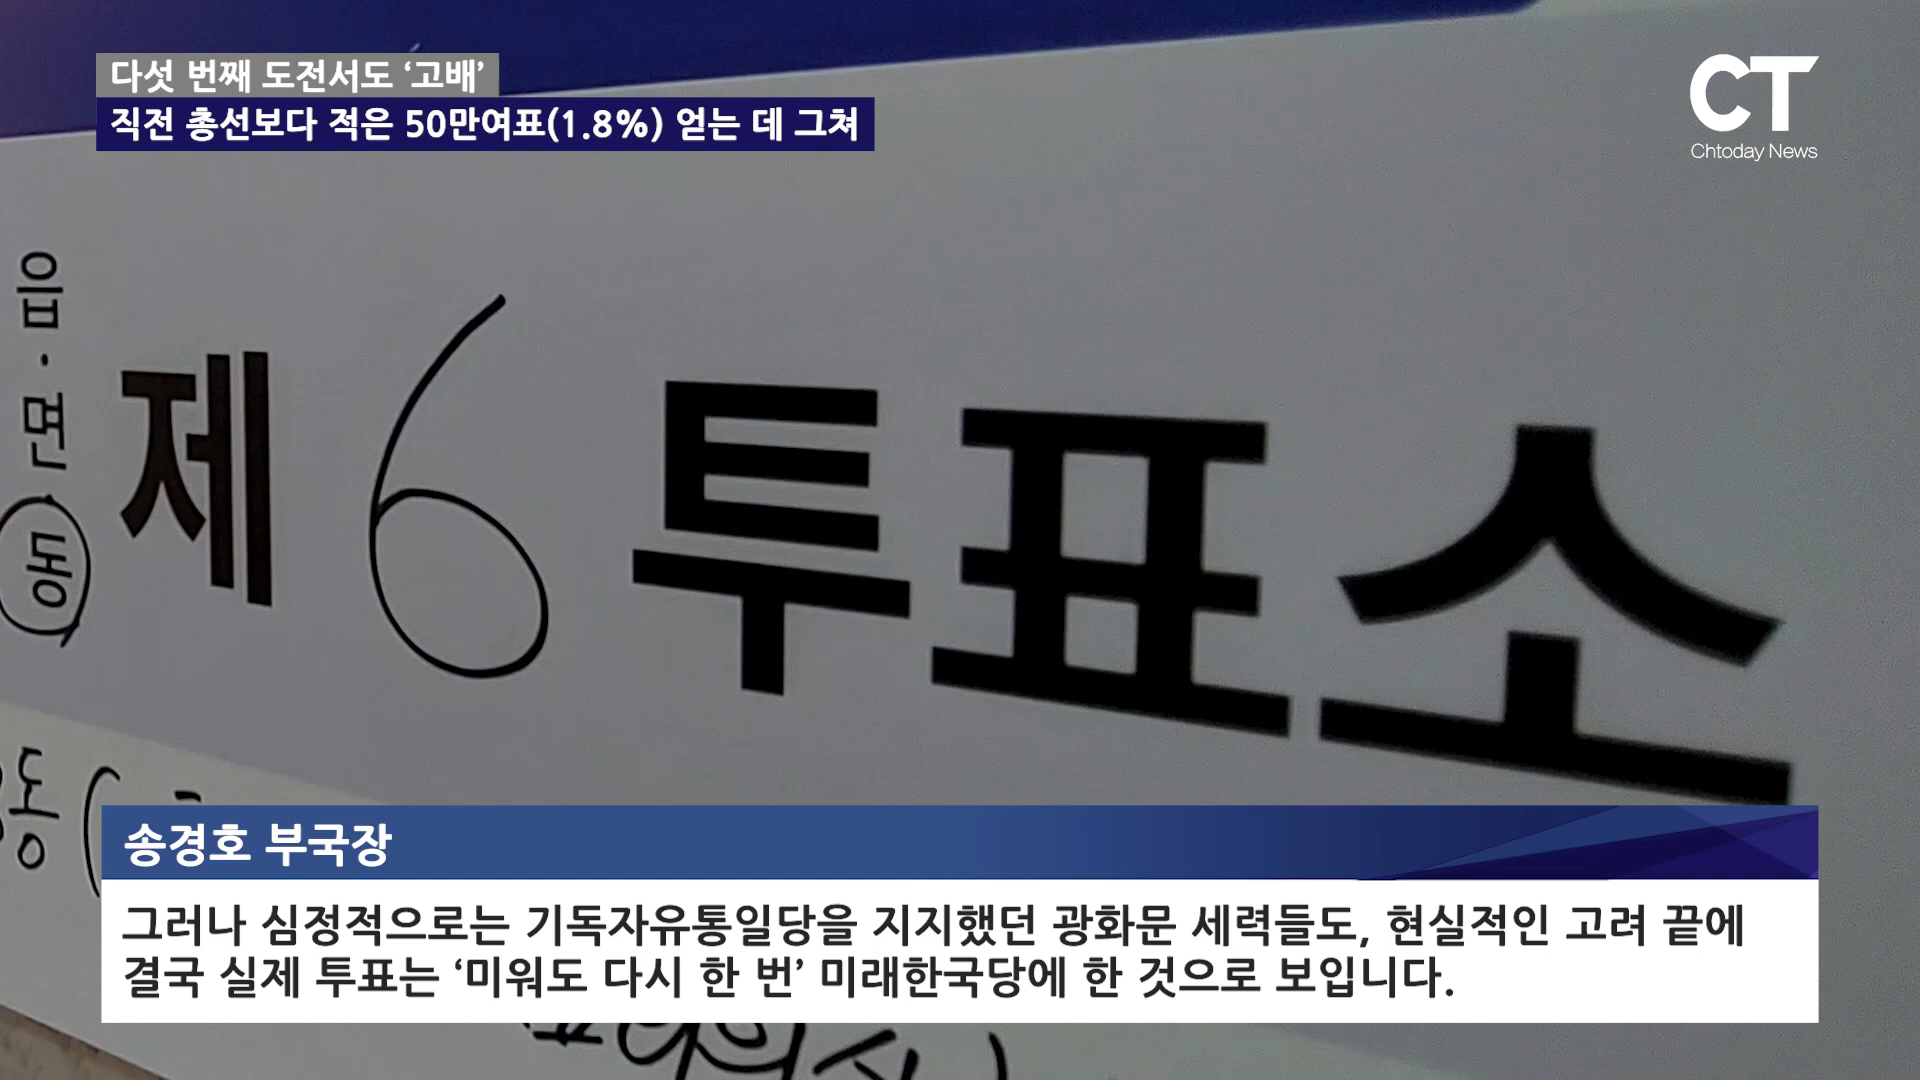 다섯 번째 도전서도 ‘고배’
직전 총선보다 적은 50만여표(1.8%) 얻는 데 그쳐
CT
Chtoday News
읍·면
동
제 6 투표소
동(
송경호 부국장
그러나 심정적으로는 기독자유통일당을 지지했던 광화문 세력들도, 현실적인 고려 끝에
결국 실제 투표는 ‘미워도 다시 한 번’ 미래한국당에 한 것으로 보입니다.